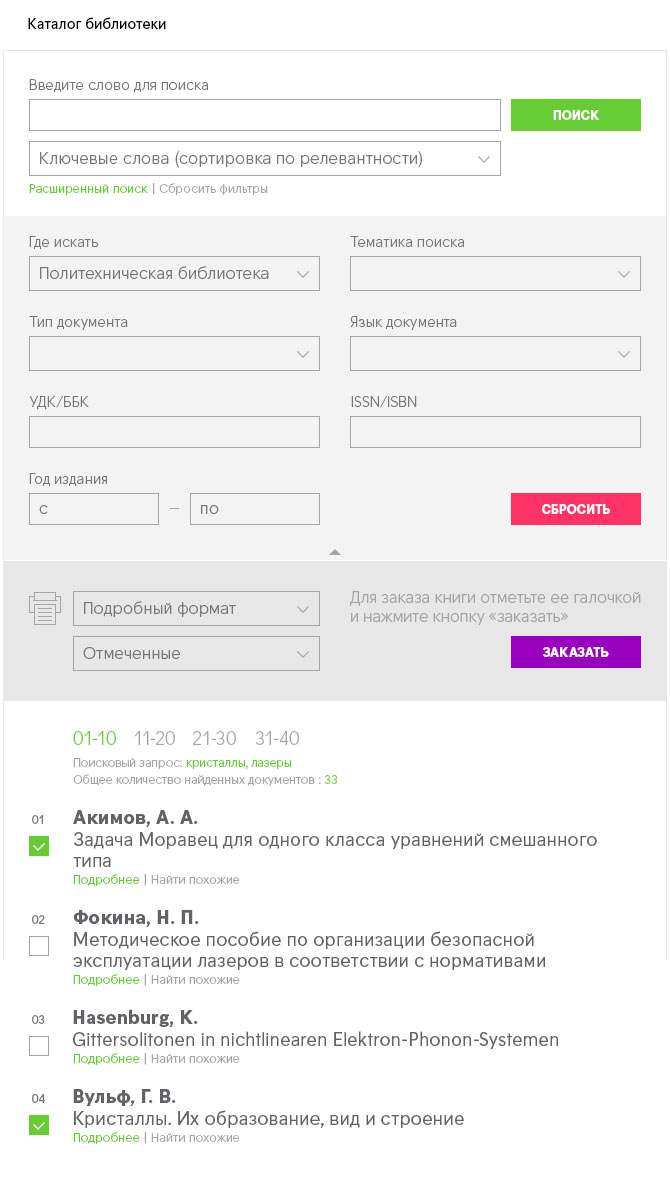 Каталог библиотеки
Введите слово для поиска
ПОИСК
Ключевые слова (сортировка по релевантности)
Расширенный поиск | Сбросить фильтры
Где искать
Тематика поиска
Политехническая библиотека
Тип документа
Язык документа
УДК/ББК
ISSN/ISBN
Год издания
с – по
СБРОСИТЬ
Подробный формат
Для заказа книги отметьте ее галочкой
и нажмите кнопку «заказать»
Отмеченные
ЗАКАЗАТЬ
01-10 11-20 21-30 31-40
Поисковый запрос: кристаллы, лазеры
Общее количество найденных документов : 33
01 Акимов, А. А.
Задача Моравец для одного класса уравнений смешанного
типа
Подробнее | Найти похожие
02 Фокина, Н. П.
Методическое пособие по организации безопасной
эксплуатации лазеров в соответствии с нормативами
Подробнее | Найти похожие
03 Hasenburg, K.
Gittersolitonen in nichtlinearen Elektron-Phonon-Systemen
Подробнее | Найти похожие
04 Вульф, Г. В.
Кристаллы. Их образование, вид и строение
Подробнее | Найти похожие